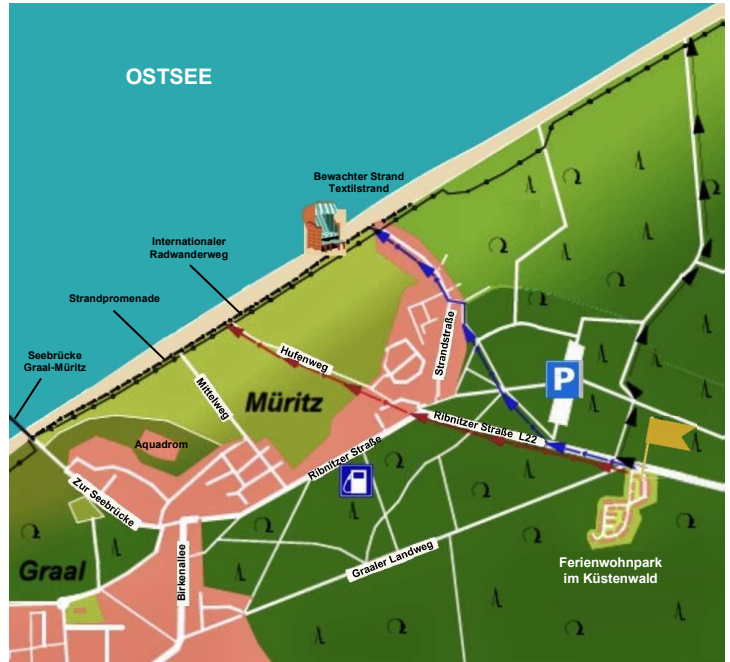 OSTSEE
Bewachter Strand
Textilstrand
Internationaler
Radwanderweg
Strandpromenade
Seebrücke
Graal-Müritz
Hufenweg
Strandstraße
Mittelweg
Müritz
P
Ribnitzer Straße L22
Aquadrom
Ribnitzer Straße
Zur Seebrücke
Graaler Landweg
Ferienwohnpark
im Küstenwald
Graal
Birkenallee